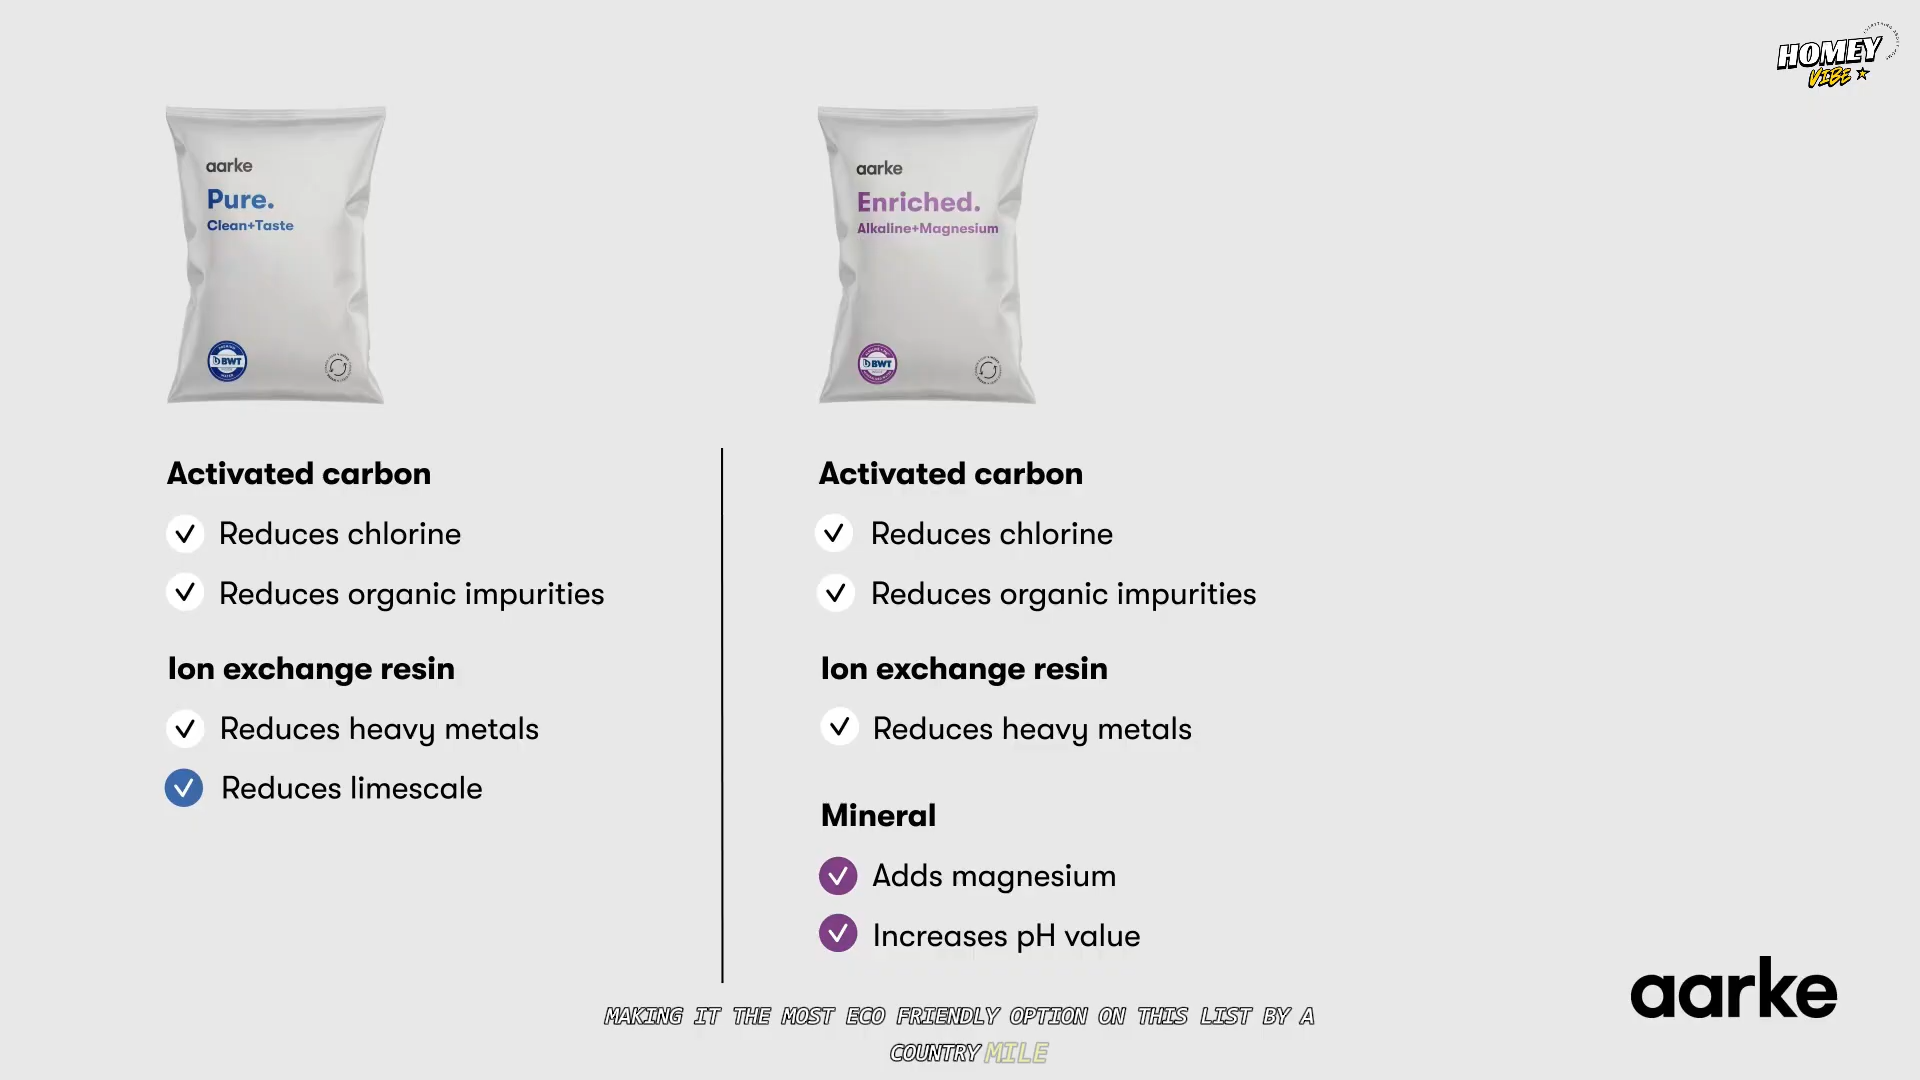 HOMEY
VIBE
aarke
Pure.
Clean+Taste
BWT
aarke
Enriched.
Alkaline+Magnesium
BWT
Activated carbon
Reduces chlorine
Reduces organic impurities
Ion exchange resin
Reduces heavy metals
Reduces limescale
Activated carbon
Reduces chlorine
Reduces organic impurities
Ion exchange resin
Reduces heavy metals
Mineral
Adds magnesium
Increases pH value
aarke
MAKING IT THE MOST ECO FRIENDLY OPTION ON THIS LIST BY A
COUNTRY MILE